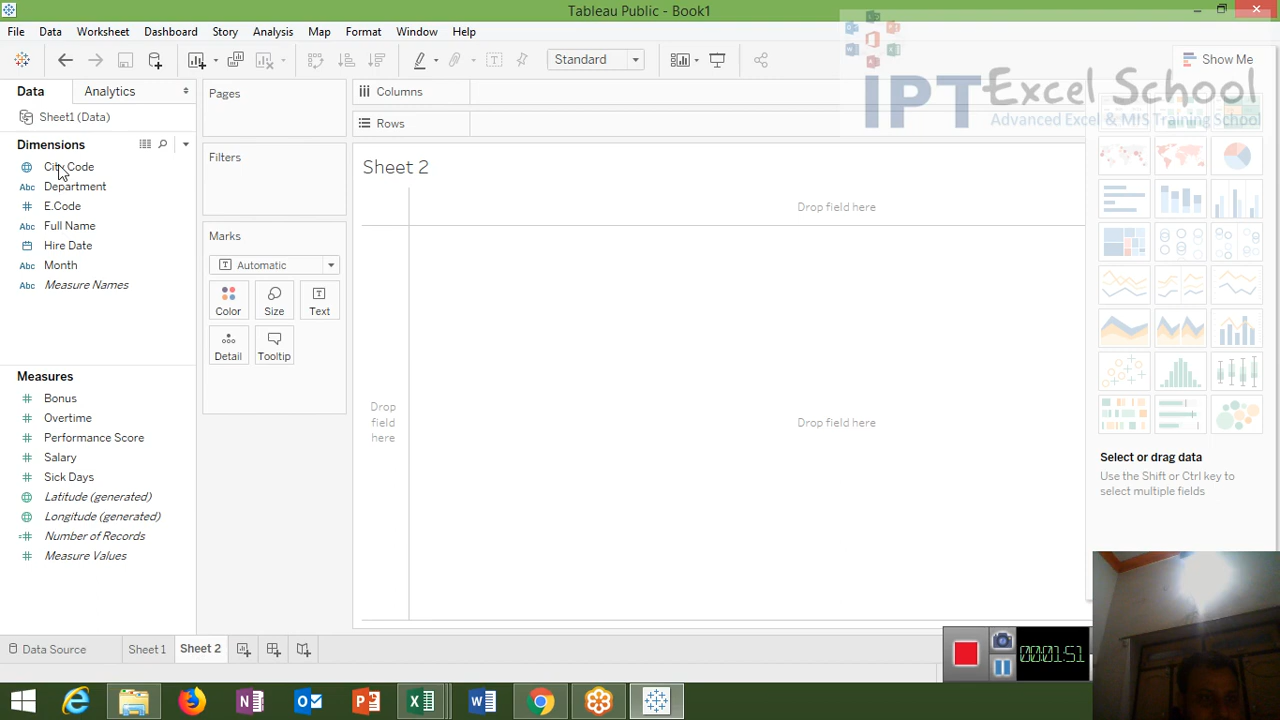 Tableau Public - Book1
File Data Worksheet Dashboard Story Analysis Map Format Window Help
Standard
Show Me
IPT Excel School
Advanced Excel & MIS Training School
Data Analytics
Sheet1 (Data)
Dimensions
City Code
Department
E.Code
Full Name
Hire Date
Month
Measure Names
Measures
Bonus
Overtime
Performance Score
Salary
Sick Days
Latitude (generated)
Longitude (generated)
Number of Records
Measure Values
Pages
Filters
Marks
Automatic
Color Size Text
Detail Tooltip
Columns
Rows
Sheet 2
Drop field here
Drop
field
here
Drop field here
Select or drag data
Use the Shift or Ctrl key to
select multiple fields
Data Source Sheet 1 Sheet 2
00:01:51